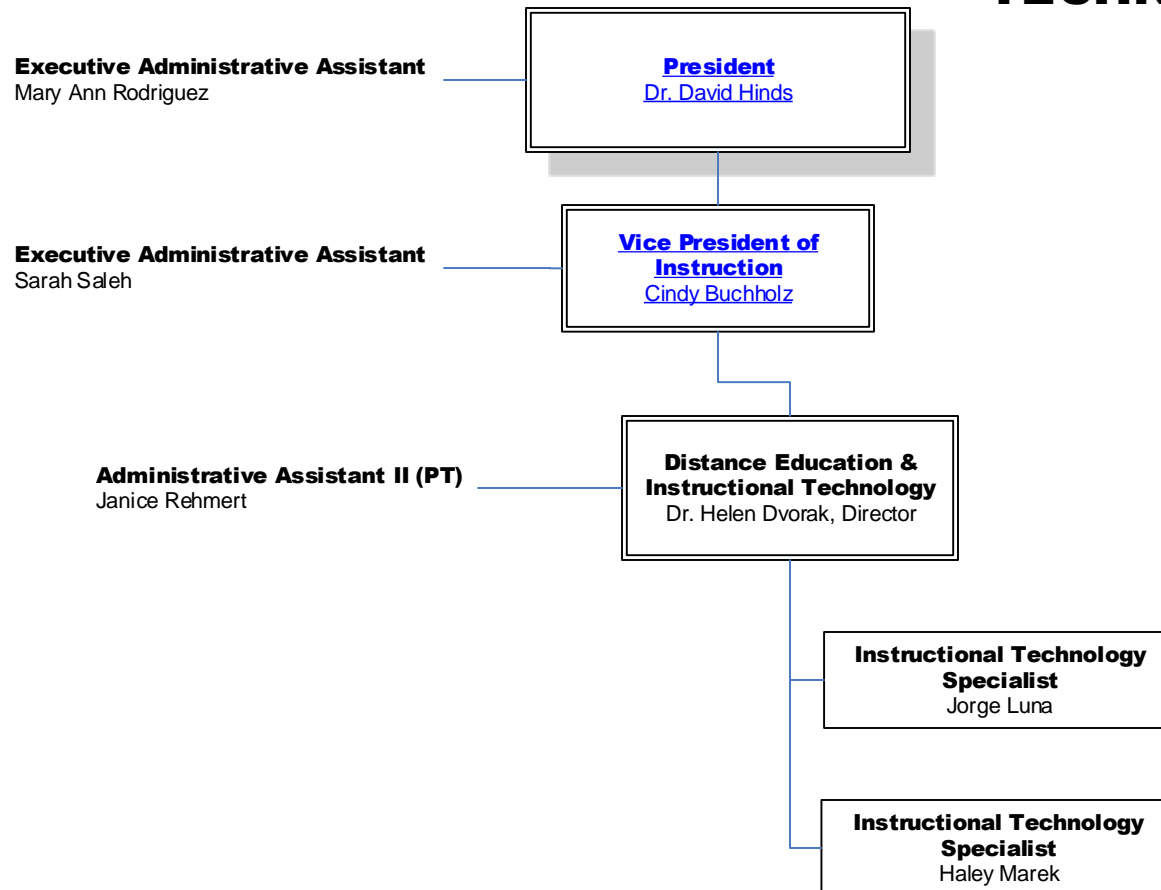 Executive Administrative Assistant
Mary Ann Rodriguez
President
Dr. David Hinds
Executive Administrative Assistant
Sarah Saleh
Vice President of
Instruction
Cindy Buchholz
Administrative Assistant II (PT)
Janice Rehmert
Distance Education &
Instructional Technology
Dr. Helen Dvorak, Director
Instructional Technology
Specialist
Jorge Luna
Instructional Technology
Specialist
Haley Marek